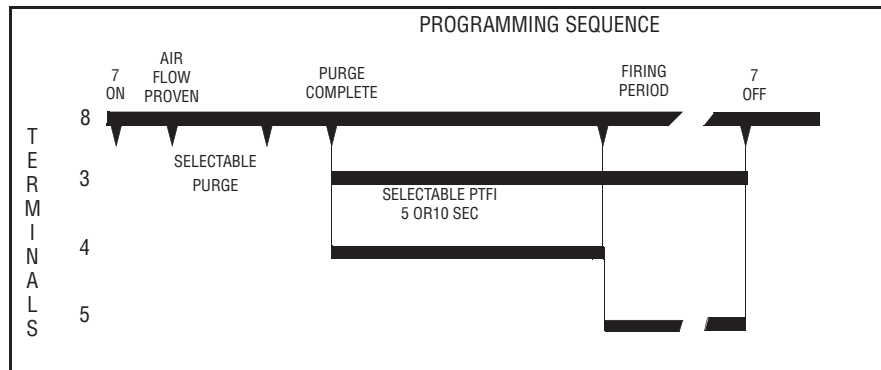 PROGRAMMING SEQUENCE
7
ON
AIR
FLOW
PROVEN
PURGE
COMPLETE
FIRING
PERIOD
7
OFF
TERMINALS
8
SELECTABLE
PURGE
3
SELECTABLE PTFI
5 OR10 SEC
4
5